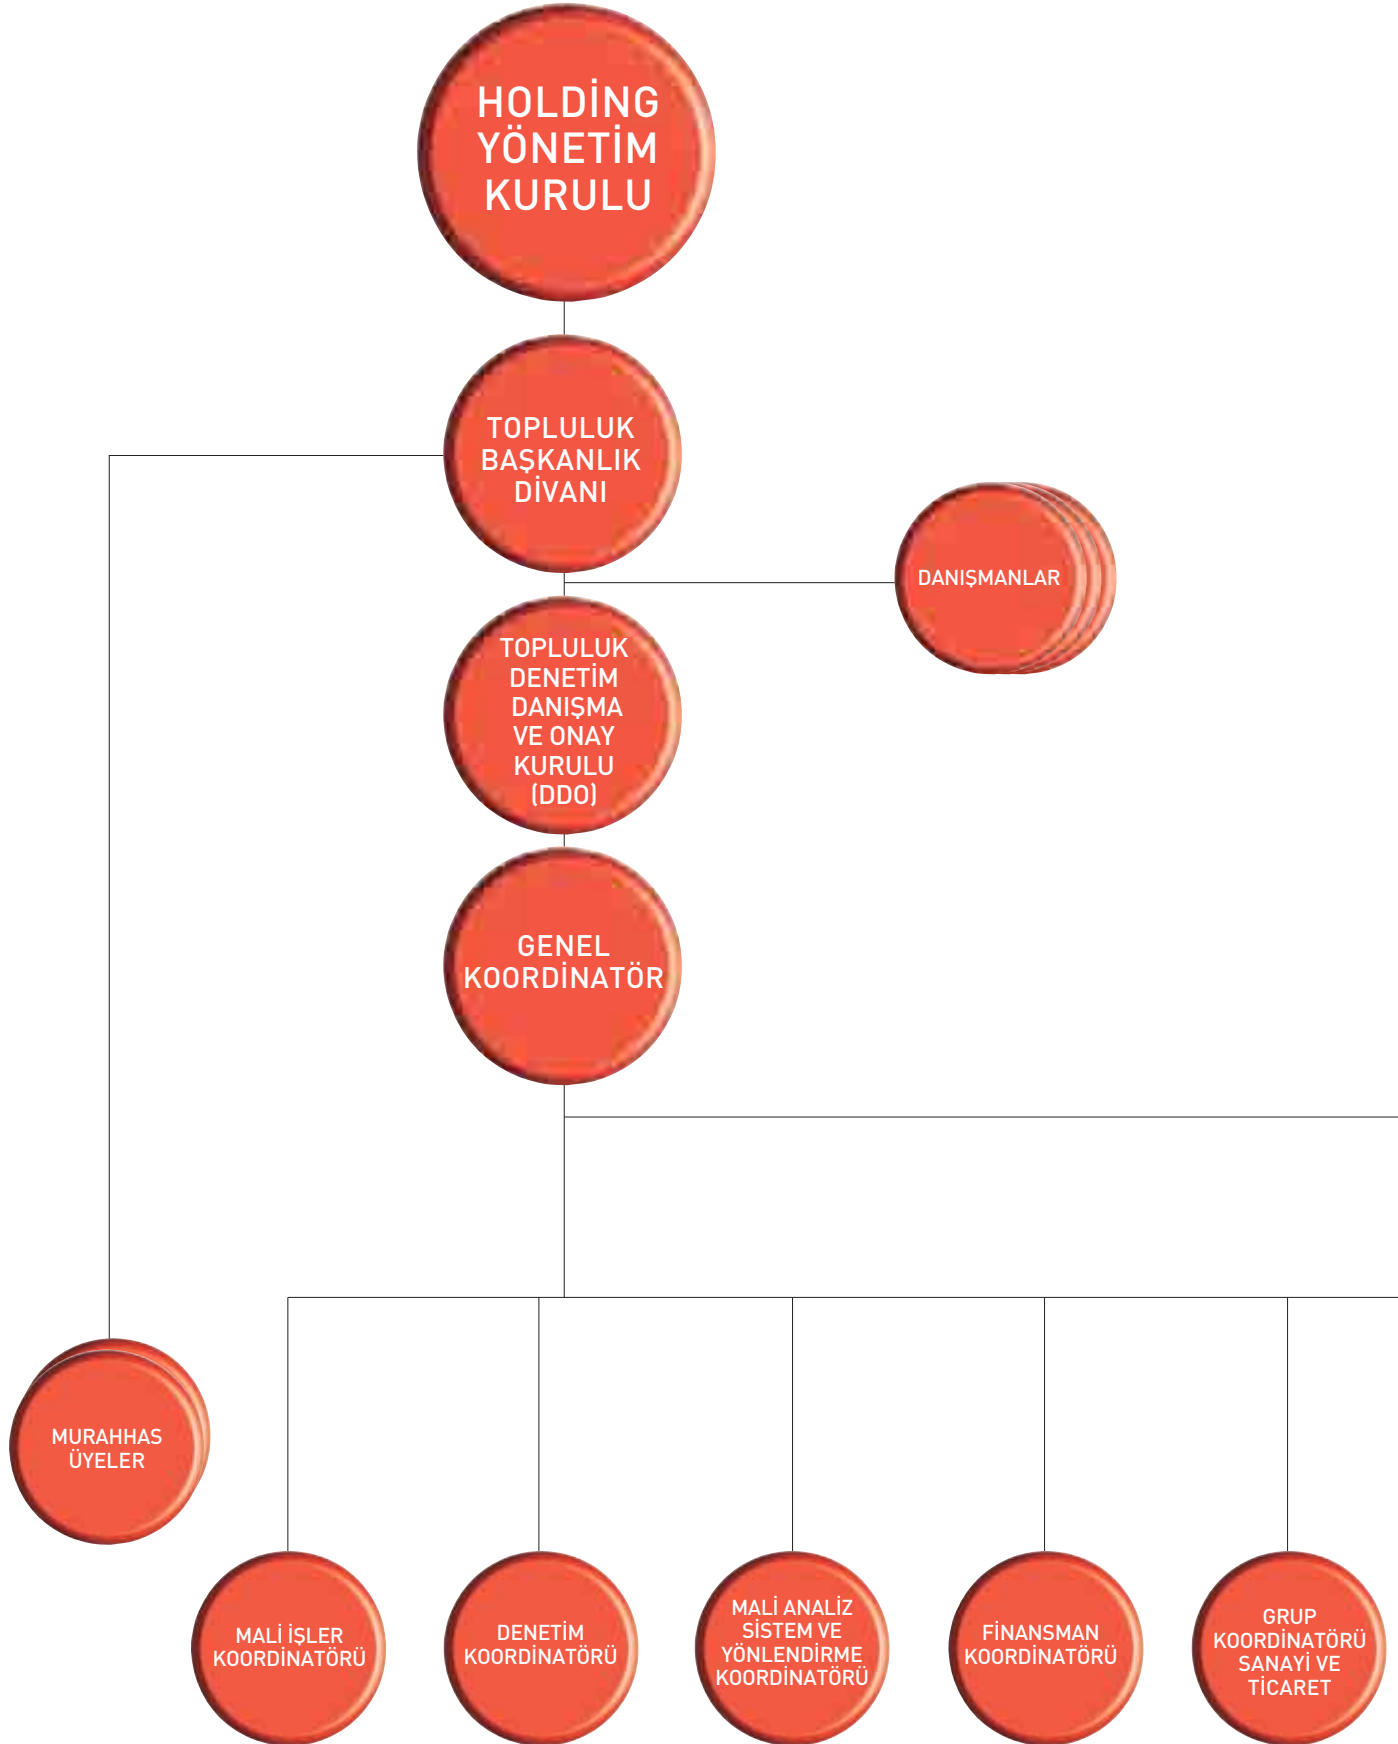 HOLDİNG
YÖNETİM
KURULU
TOPLULUK
BAŞKANLIK
DİVANI
DANIŞMANLAR
TOPLULUK
DENETİM
DANIŞMA
VE ONAY
KURULU
(DDO)
GENEL
KOORDİNATÖR
MURAHHAS
ÜYELER
MALİ İŞLER
KOORDİNATÖRÜ
DENETİM
KOORDİNATÖRÜ
MALİ ANALİZ
SİSTEM VE
YÖNLENDİRME
KOORDİNATÖRÜ
FİNANSMAN
KOORDİNATÖRÜ
GRUP
KOORDİNATÖRÜ
SANAYİ VE
TİCARET